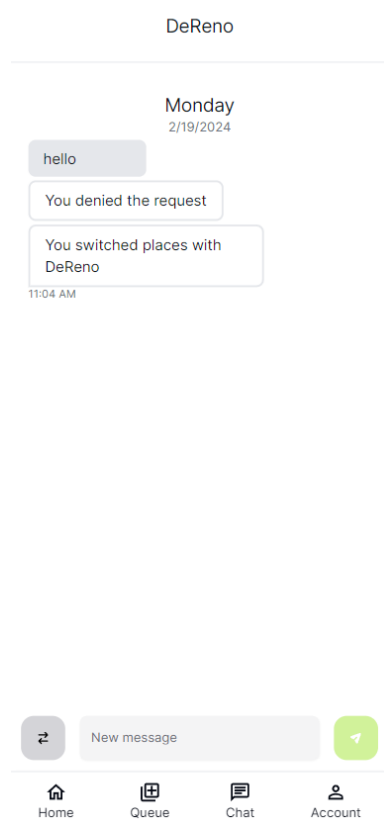 DeReno
Monday
2/19/2024
hello
You denied the request
You switched places with
DeReno
11:04 AM
New message
Home
Queue
Chat
Account